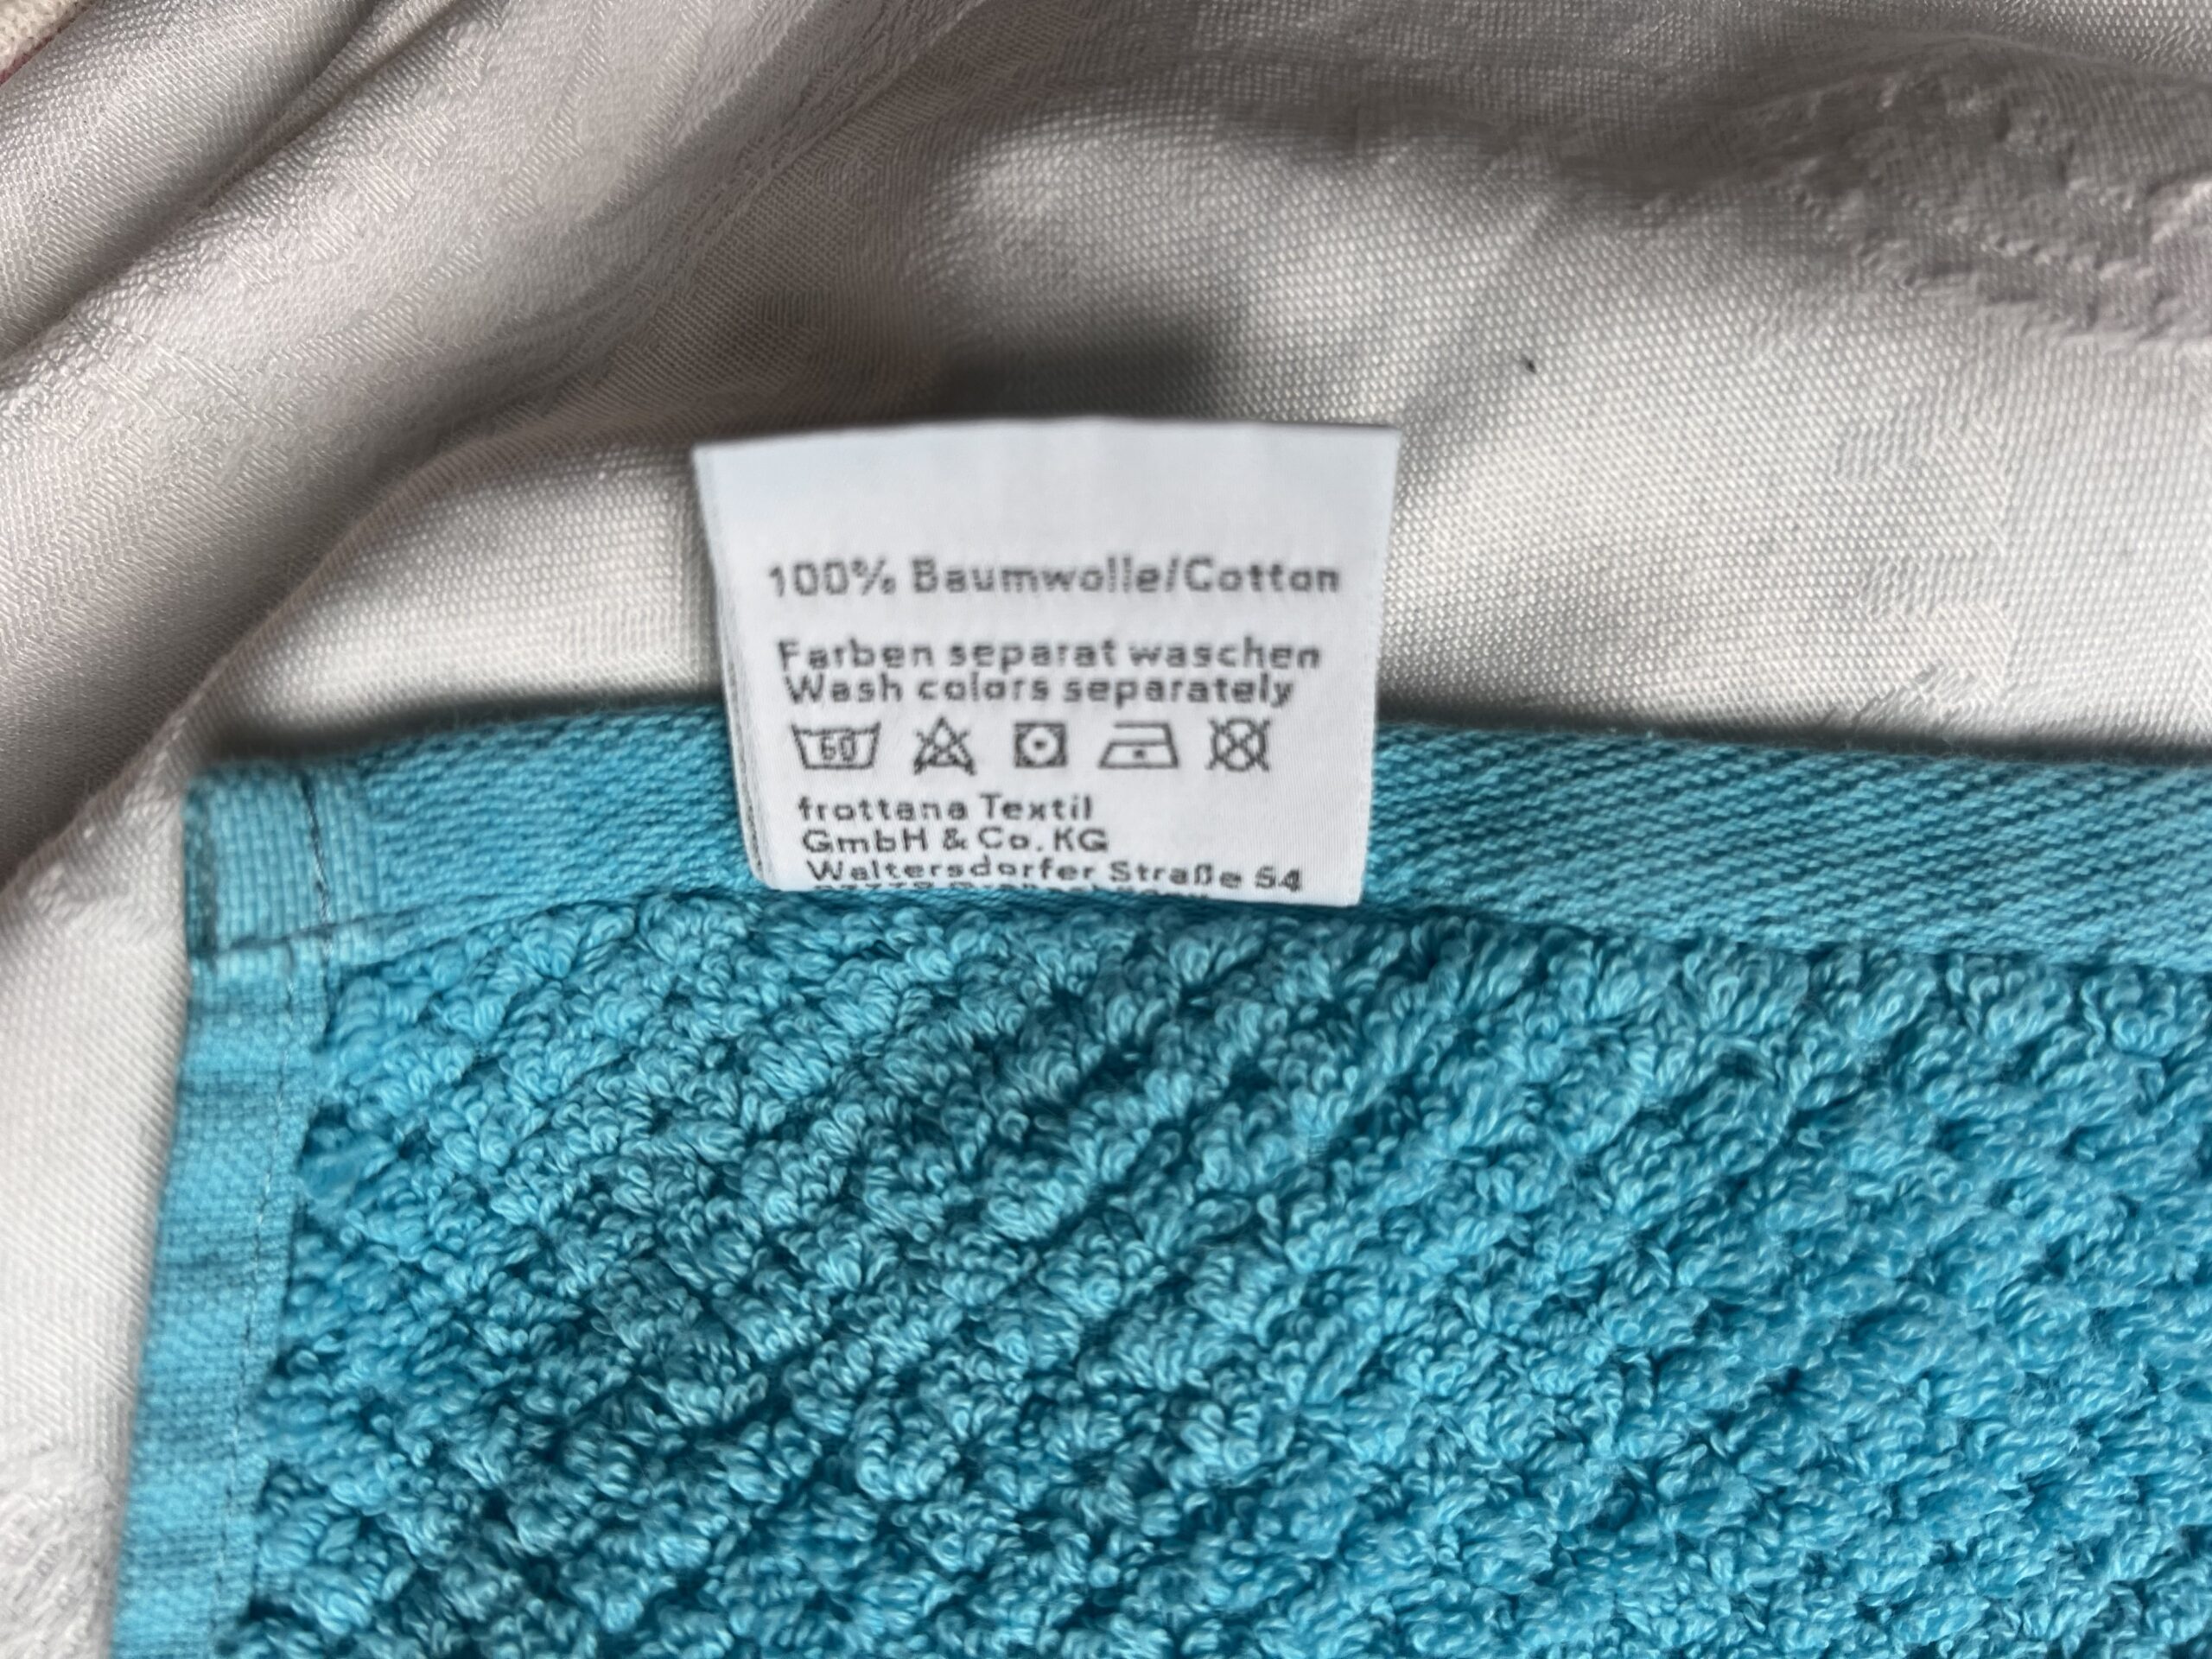 100% Baumwolle/Cotton
Farben separat waschen
Wash colors separately
60
frottana Textil
GmbH & Co. KG
Waltersdorfer Straße 54